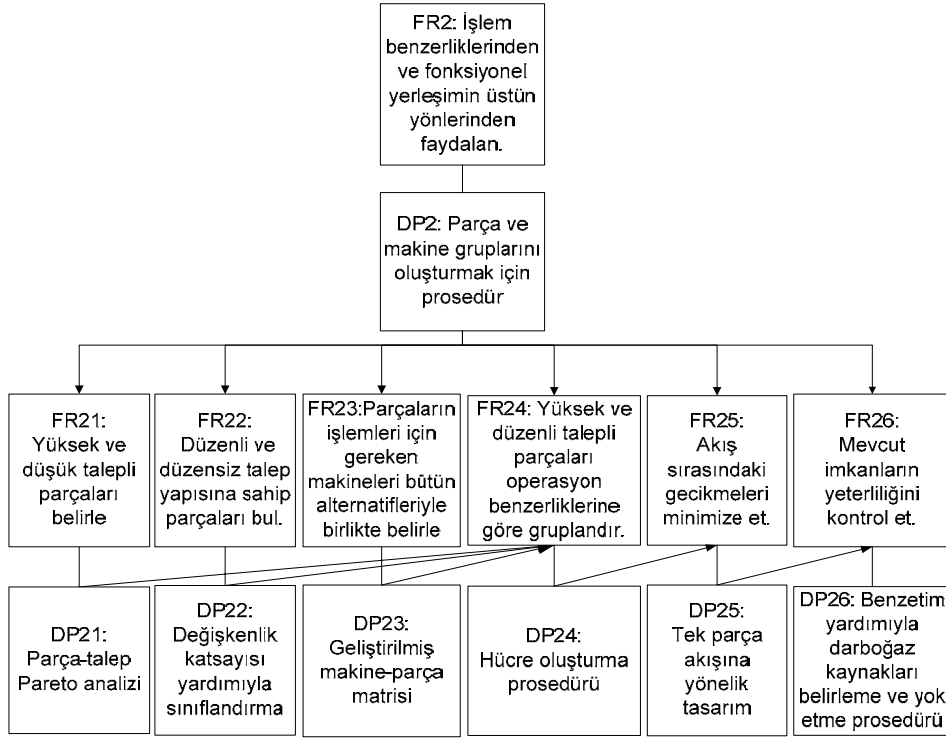 FR2: İşlem
benzerliklerinden
ve fonksiyonel
yerleşimin üstün
yönlerinden
faydalan.
DP2: Parça ve
makine gruplarını
oluşturmak için
prosedür
FR21:
Yüksek ve
düşük talepli
parçaları
belirle
FR22:
Düzenli ve
düzensiz talep
yapısına sahip
parçaları bul.
FR23:Parçaların
işlemleri için
gereken
makineleri bütün
alternatifleriyle
birlikte belirle
FR24: Yüksek ve
düzenli talepli
parçaları
operasyon
benzerliklerine
göre gruplandır.
FR25:
Akış
sırasındaki
gecikmeleri
minimize et.
FR26:
Mevcut
imkanların
yeterliliğini
kontrol et.
DP21:
Parça-talep
Pareto analizi
DP22:
Değişkenlik
katsayısı
yardımıyla
sınıflandırma
DP23:
Geliştirilmiş
makine-parça
matrisi
DP24:
Hücre oluşturma
prosedürü
DP25:
Tek parça
akışına
yönelik
tasarım
DP26: Benzetim
yardımıyla
darboğaz
kaynakları
belirleme ve yok
etme prosedürü